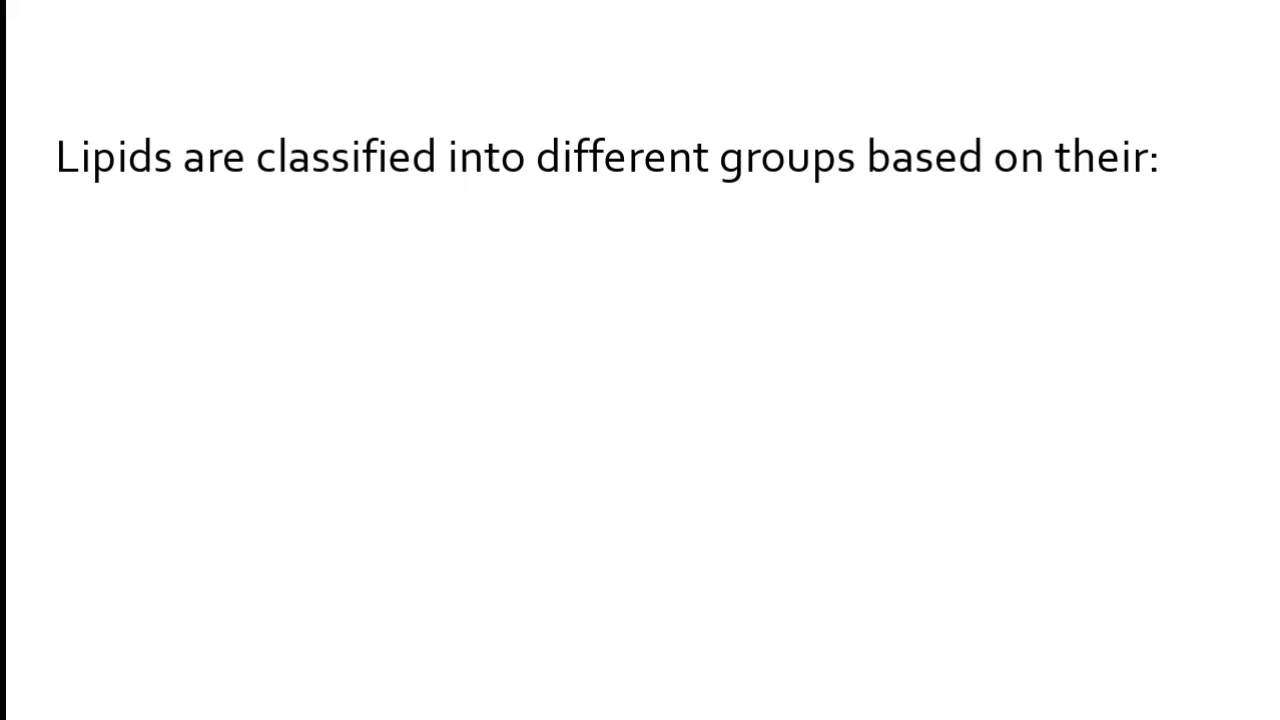 Lipids are classified into different groups based on their: